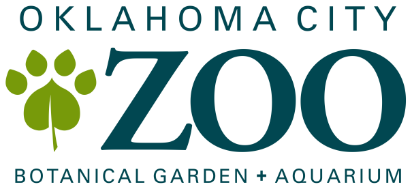 OKLAHOMA CITY
ZOO
BOTANICAL GARDEN + AQUARIUM